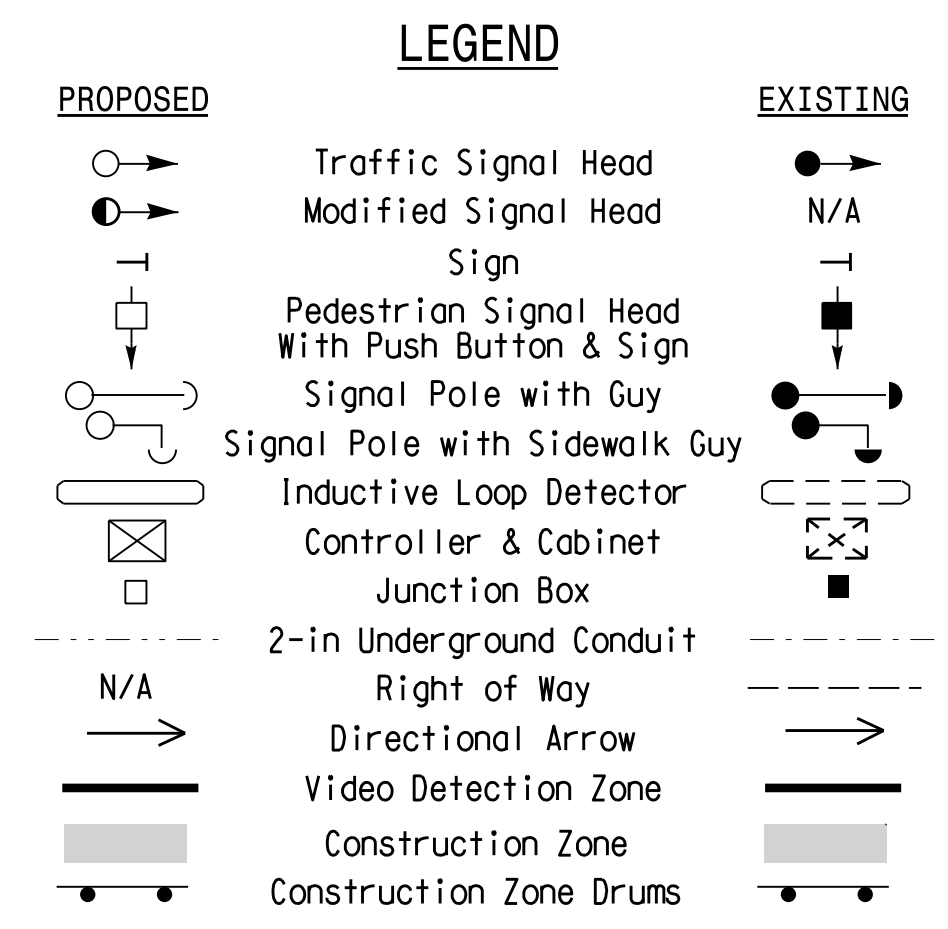 LEGEND
PROPOSED EXISTING
Traffic Signal Head
Modified Signal Head N/A
Sign
Pedestrian Signal Head
With Push Button & Sign
Signal Pole with Guy
Signal Pole with Sidewalk Guy
Inductive Loop Detector
Controller & Cabinet
Junction Box
2-in Underground Conduit
N/A Right of Way
Directional Arrow
Video Detection Zone
Construction Zone
Construction Zone Drums